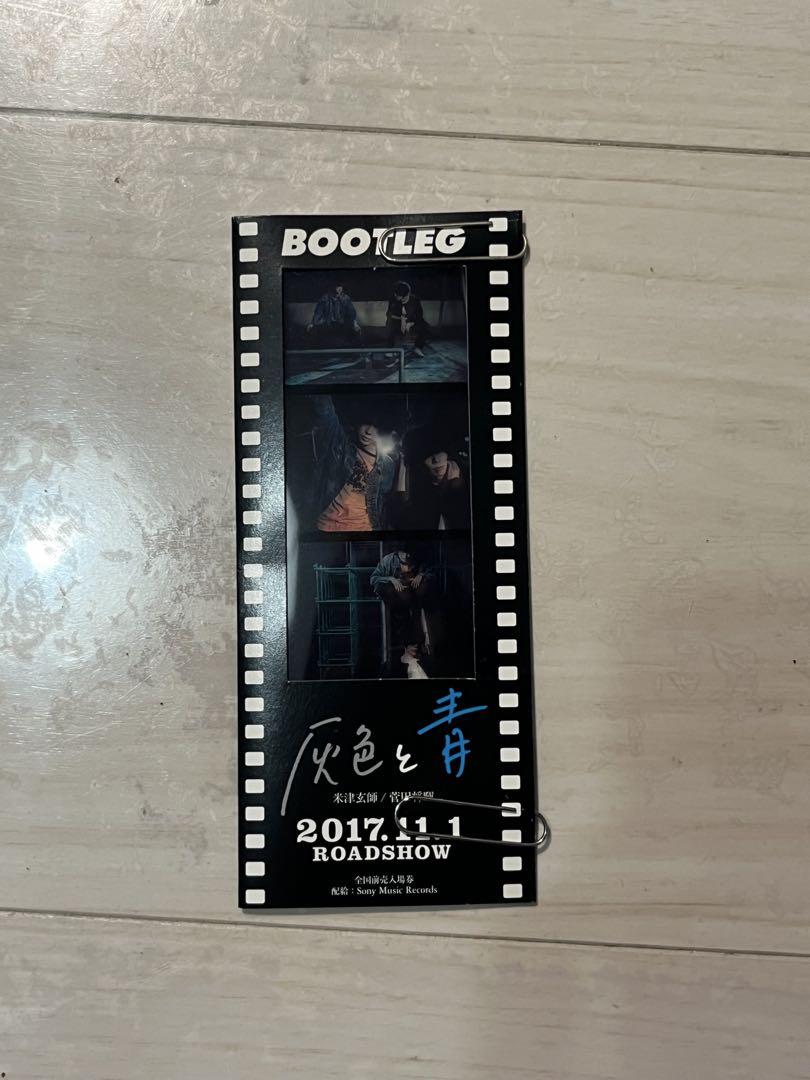 BOOTLEG
灰色と青
米津玄師 / 菅田將暉
2017.11.1
ROADSHOW
全国前売入場券
配給：Sony Music Records